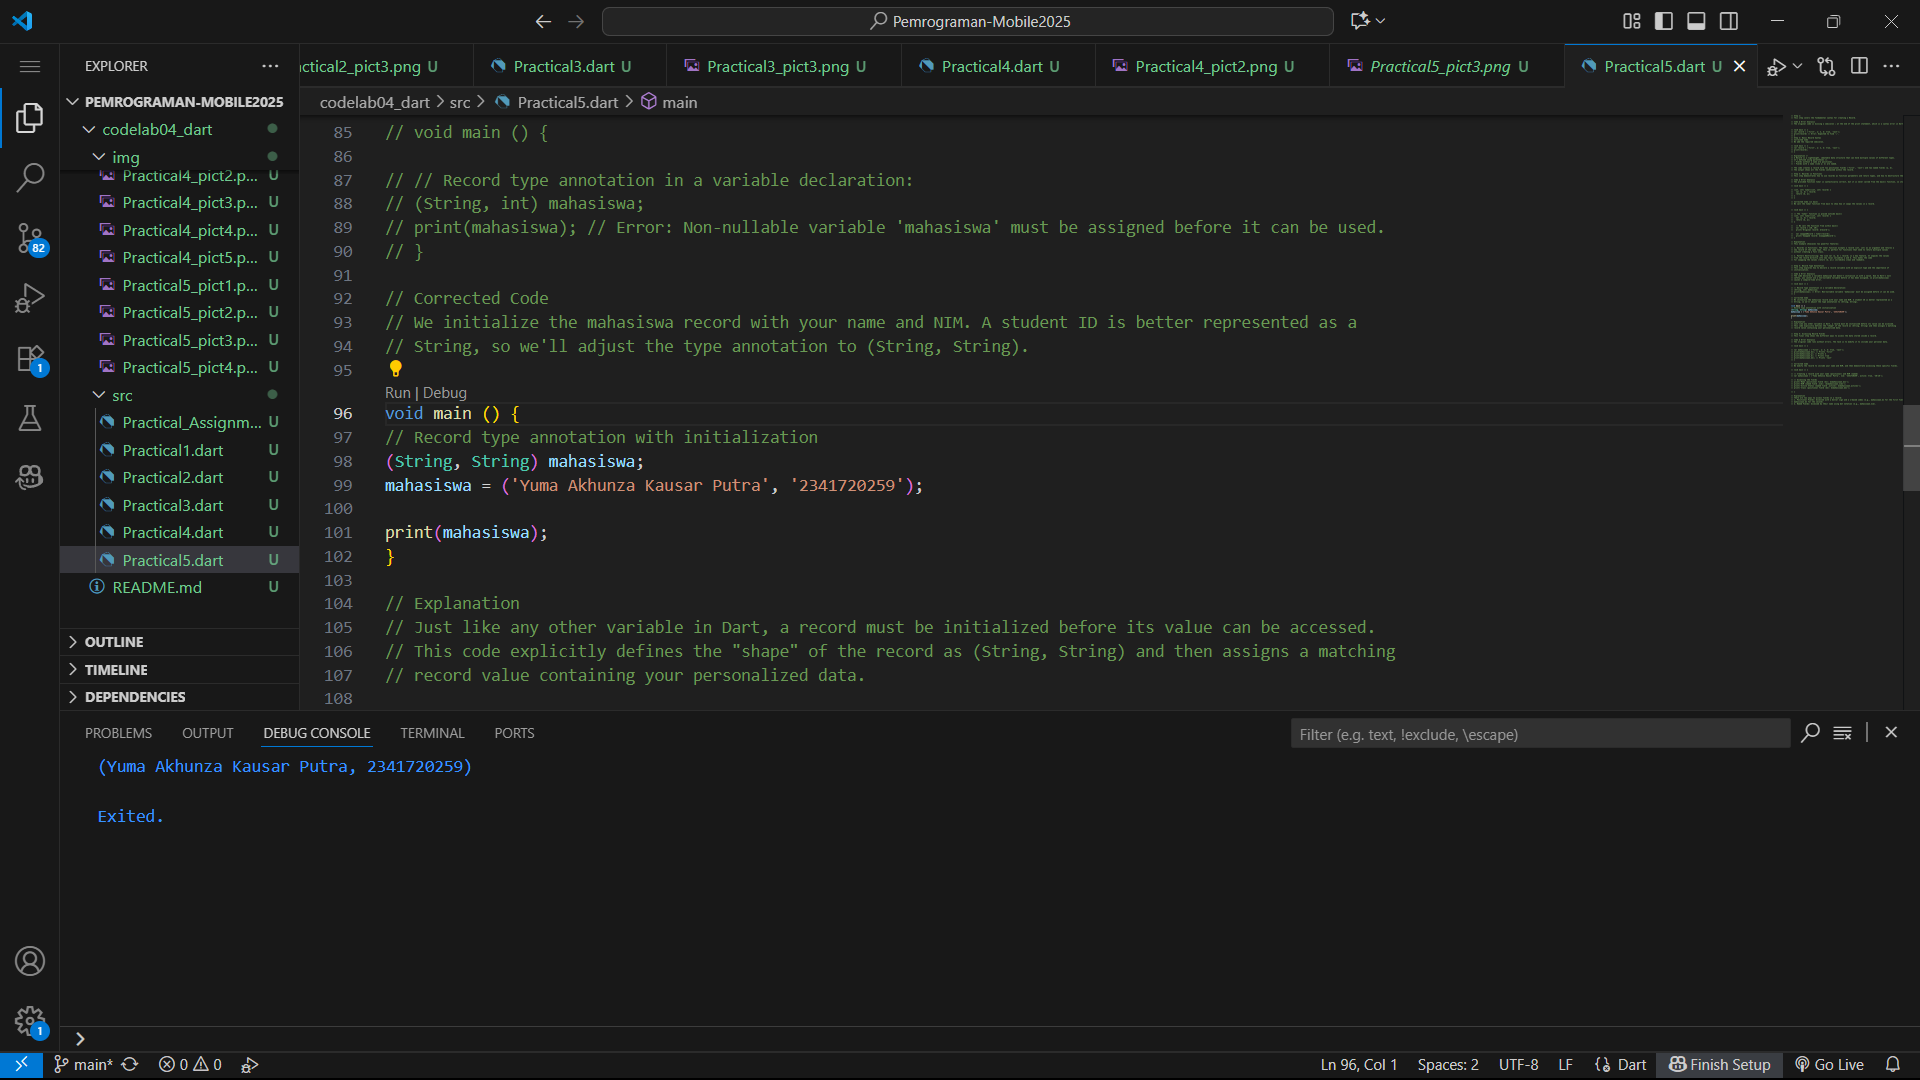 Pemrograman-Mobile2025
EXPLORER
PEMROGRAMAN-MOBILE2025
codelab04_dart
img
Practical4_pict2.p... U
Practical4_pict3.p... U
Practical4_pict4.p... U
Practical4_pict5.p... U
Practical5_pict1.p... U
Practical5_pict2.p... U
Practical5_pict3.p... U
Practical5_pict4.p... U
src
Practical_Assignm... U
Practical1.dart U
Practical2.dart U
Practical3.dart U
Practical4.dart U
Practical5.dart U
README.md U
OUTLINE
TIMELINE
DEPENDENCIES
actical2_pict3.png U Practical3.dart U Practical3_pict3.png U Practical4.dart U Practical4_pict2.png U Practical5_pict3.png U Practical5.dart U
codelab04_dart > src > Practical5.dart > main
85 // void main () {
86
87 // // Record type annotation in a variable declaration:
88 // (String, int) mahasiswa;
89 // print(mahasiswa); // Error: Non-nullable variable 'mahasiswa' must be assigned before it can be used.
90 // }
91
92 // Corrected Code
93 // We initialize the mahasiswa record with your name and NIM. A student ID is better represented as a
94 // String, so we'll adjust the type annotation to (String, String).
95
Run | Debug
96 void main () {
97 // Record type annotation with initialization
98 (String, String) mahasiswa;
99 mahasiswa = ('Yuma Akhunza Kausar Putra', '2341720259');
100
101 print(mahasiswa);
102 }
103
104 // Explanation
105 // Just like any other variable in Dart, a record must be initialized before its value can be accessed.
106 // This code explicitly defines the "shape" of the record as (String, String) and then assigns a matching
107 // record value containing your personalized data.
108
PROBLEMS OUTPUT DEBUG CONSOLE TERMINAL PORTS
Filter (e.g. text, !exclude, \escape)
(Yuma Akhunza Kausar Putra, 2341720259)
Exited.
82
1
1
main* 0 0
Ln 96, Col 1 Spaces: 2 UTF-8 LF Dart Finish Setup Go Live